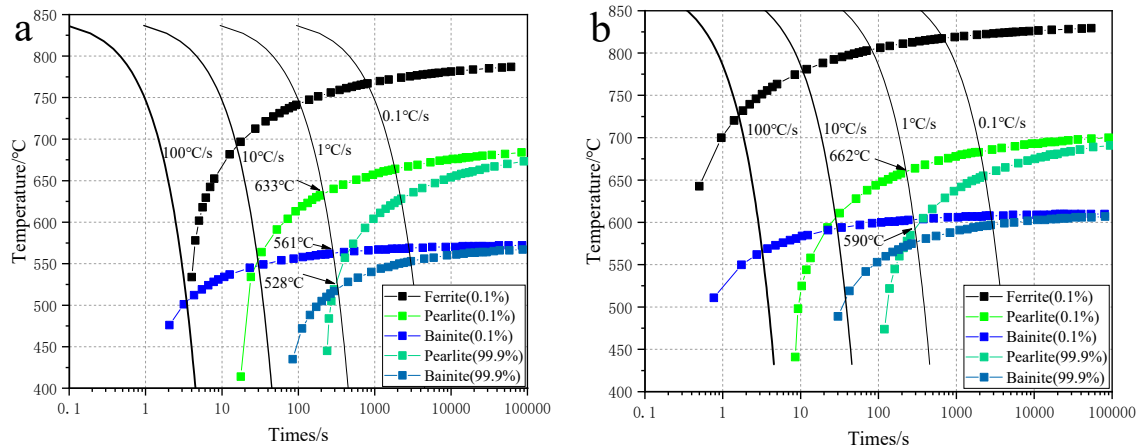 a
Temperature/°C
850
800
750
700
650
600
550
500
450
400
0.1
1
10
100
1000
10000
100000
Times/s
100℃/s
10℃/s
1℃/s
0.1℃/s
633℃
561℃
528℃
Ferrite(0.1%)
Pearlite(0.1%)
Bainite(0.1%)
Pearlite(99.9%)
Bainite(99.9%)
b
Temperature/°C
850
800
750
700
650
600
550
500
450
400
0.1
1
10
100
1000
10000
100000
Times/s
100℃/s
10℃/s
1℃/s
0.1℃/s
662℃
590℃
Ferrite(0.1%)
Pearlite(0.1%)
Bainite(0.1%)
Pearlite(99.9%)
Bainite(99.9%)